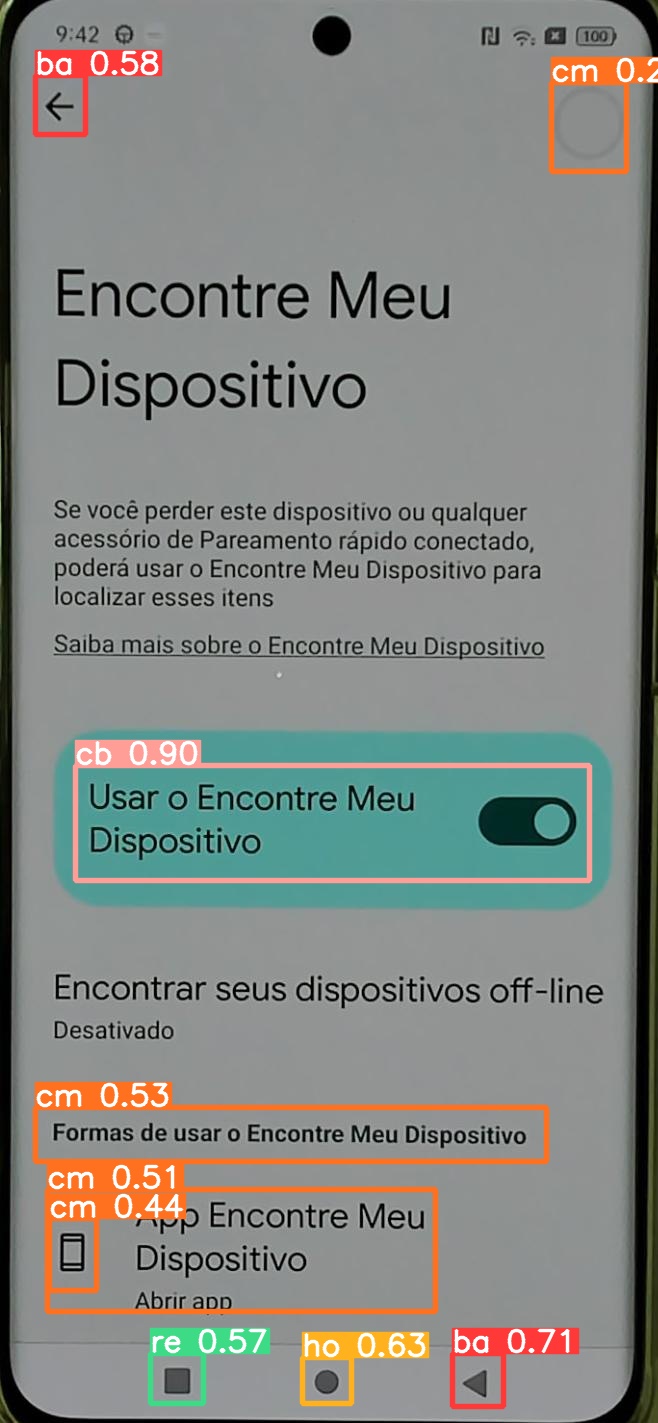 9:42
100
ba 0.58
cm 0.2
Encontre Meu
Dispositivo
Se você perder este dispositivo ou qualquer
acessório de Pareamento rápido conectado,
poderá usar o Encontre Meu Dispositivo para
localizar esses itens
Saiba mais sobre o Encontre Meu Dispositivo
cb 0.90
Usar o Encontre Meu
Dispositivo
Encontrar seus dispositivos off-line
Desativado
cm 0.53
Formas de usar o Encontre Meu Dispositivo
cm 0.51
cm 0.44
App Encontre Meu
Dispositivo
Abrir app
re 0.57
ho 0.63
ba 0.71